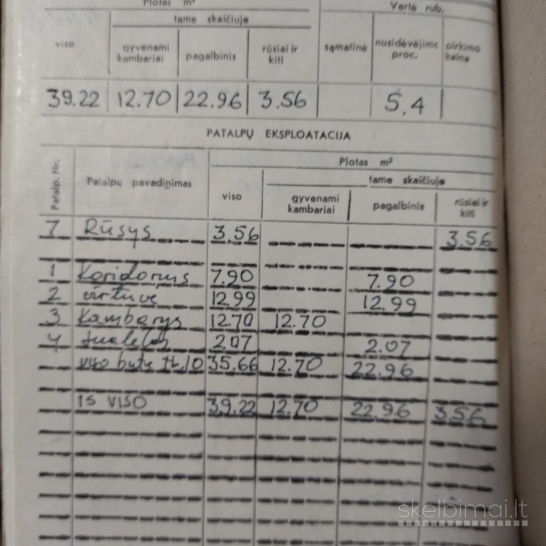 Plotas m²
Vertė rub.
tame skaičiuje
viso
gyvenami kambariai
pagalbinis
rūsiai ir kiti
sąmatinė
nusidėvėjimo proc.
pirkimo kaina
39.22 12.70 22.96 3.56 5.4
PATALPŲ EKSPLOATACIJA
Plotas m²
tame skaičiuje
Patalp. Nr.
Patalpų pavadinimas
viso
gyvenami kambariai
pagalbinis
rūsiai ir kiti
7 Rūsys 3.56 3.56
1 Koridorius 7.90 7.90
2 virtuvė 12.99 12.99
3 Kambarys 12.70 12.70
4 tualetas 2.07 2.07
viso 35.66 12.70 22.96
IŠ VISO 39.22 12.70 22.96 3.56
skelbimai.lt